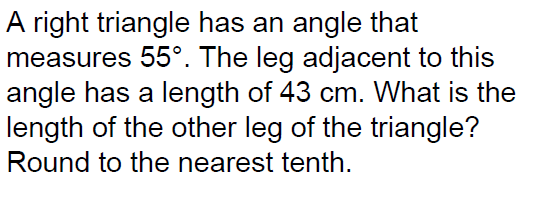 A right triangle has an angle that
measures 55°. The leg adjacent to this
angle has a length of 43 cm. What is the
length of the other leg of the triangle?
Round to the nearest tenth.